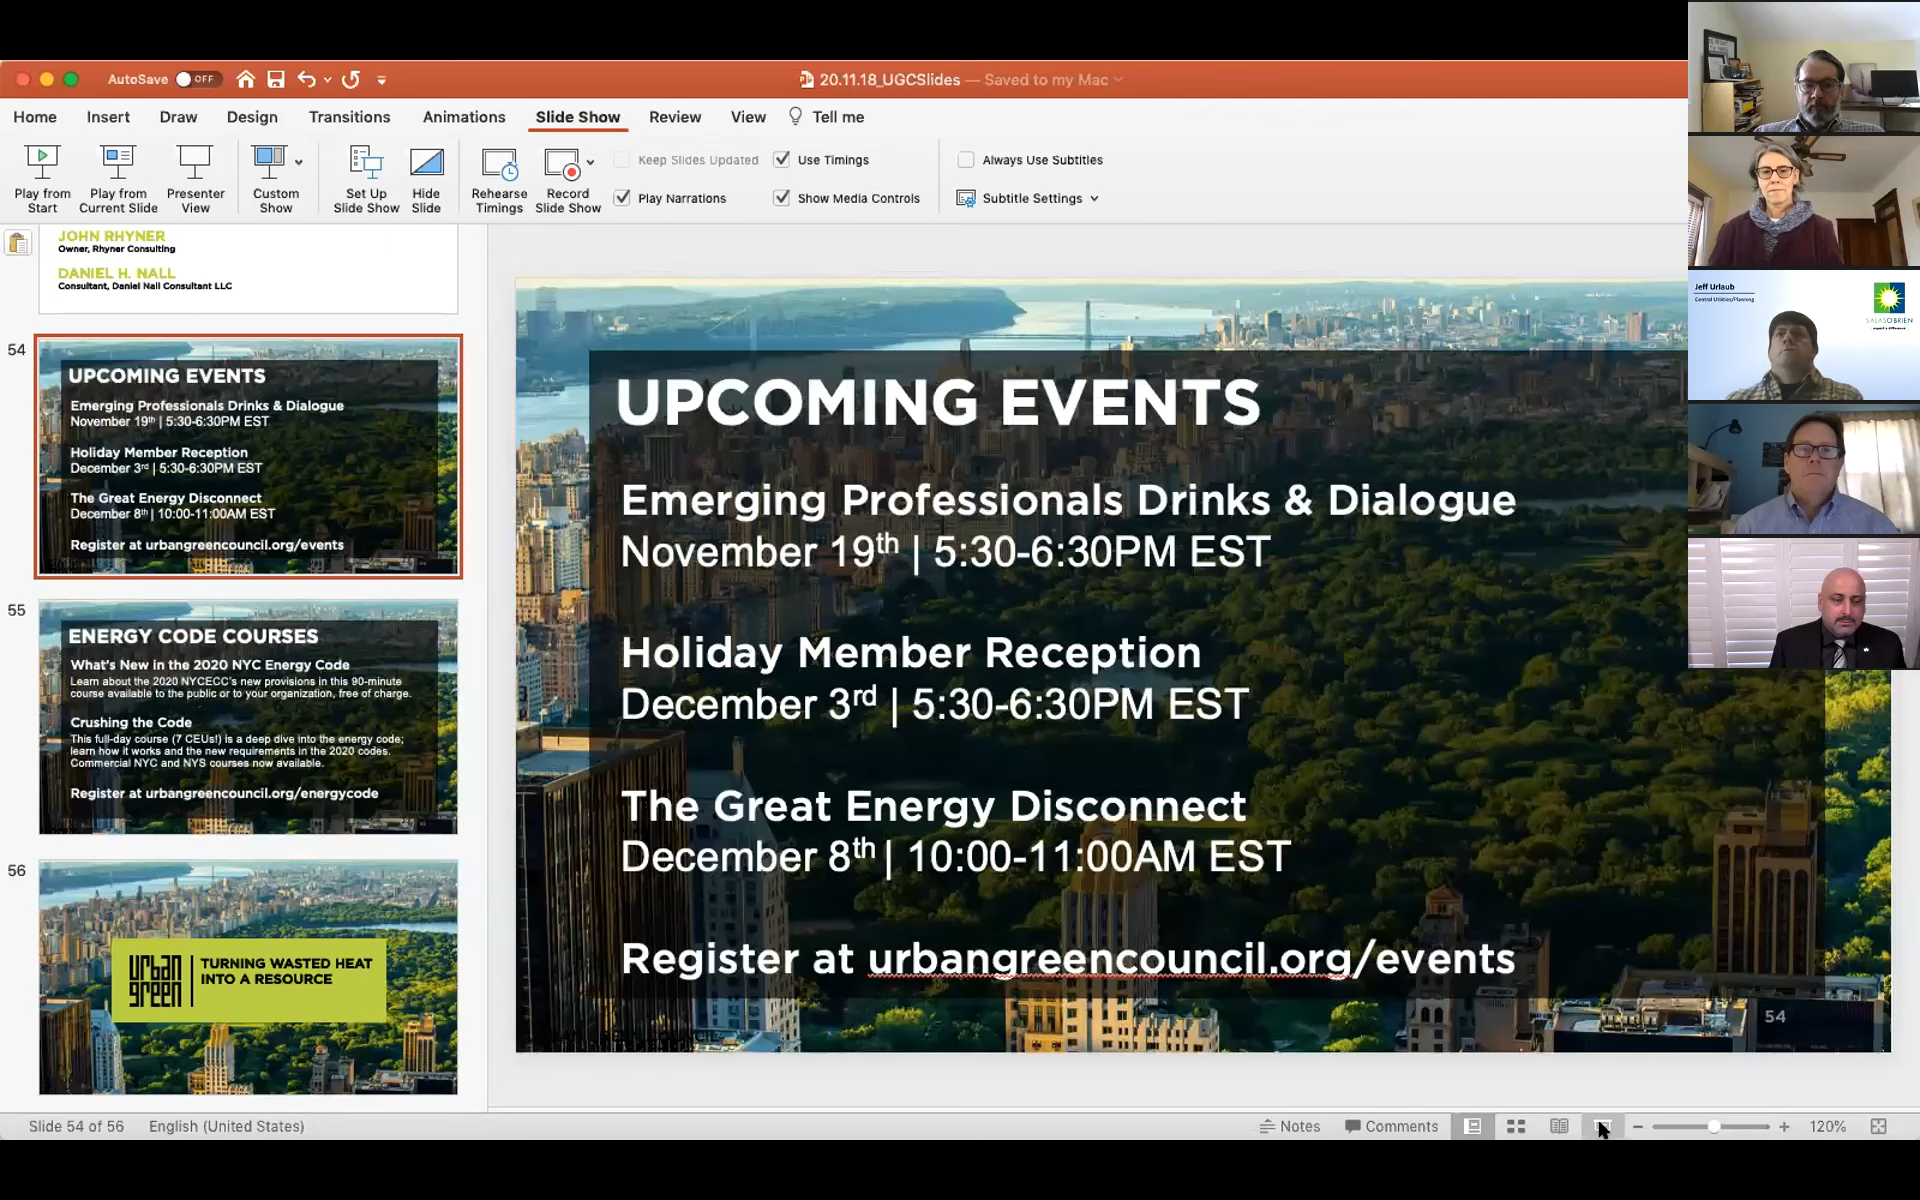 AutoSave OFF
20.11.18_UGCSlides — Saved to my Mac
Home Insert Draw Design Transitions Animations Slide Show Review View Tell me
Play from Start
Play from Current Slide
Presenter View
Custom Show
Set Up Slide Show
Hide Slide
Rehearse Timings
Record Slide Show
Keep Slides Updated
Play Narrations
Use Timings
Show Media Controls
Always Use Subtitles
Subtitle Settings
JOHN RHYNER
Owner, Rhyner Consulting
DANIEL H. NALL
Consultant, Daniel Nall Consultant LLC
54
UPCOMING EVENTS
Emerging Professionals Drinks & Dialogue
November 19th | 5:30-6:30PM EST
Holiday Member Reception
December 3rd | 5:30-6:30PM EST
The Great Energy Disconnect
December 8th | 10:00-11:00AM EST
Register at urbangreencouncil.org/events
55
ENERGY CODE COURSES
What's New in the 2020 NYC Energy Code
Learn about the 2020 NYCECC's new provisions in this 90-minute
course available to the public or to your organization, free of charge.
Crushing the Code
This full-day course (7 CEUs!) is a deep dive into the energy code;
learn how it works and the new requirements in the 2020 codes.
Commercial NYC and NYS courses now available.
Register at urbangreencouncil.org/energycode
56
urban green
TURNING WASTED HEAT
INTO A RESOURCE
UPCOMING EVENTS
Emerging Professionals Drinks & Dialogue
November 19th | 5:30-6:30PM EST
Holiday Member Reception
December 3rd | 5:30-6:30PM EST
The Great Energy Disconnect
December 8th | 10:00-11:00AM EST
Register at urbangreencouncil.org/events
54
Jeff Urlaub
Central Utilities/Planning
SALASOBRIEN
Slide 54 of 56
English (United States)
Notes
Comments
120%